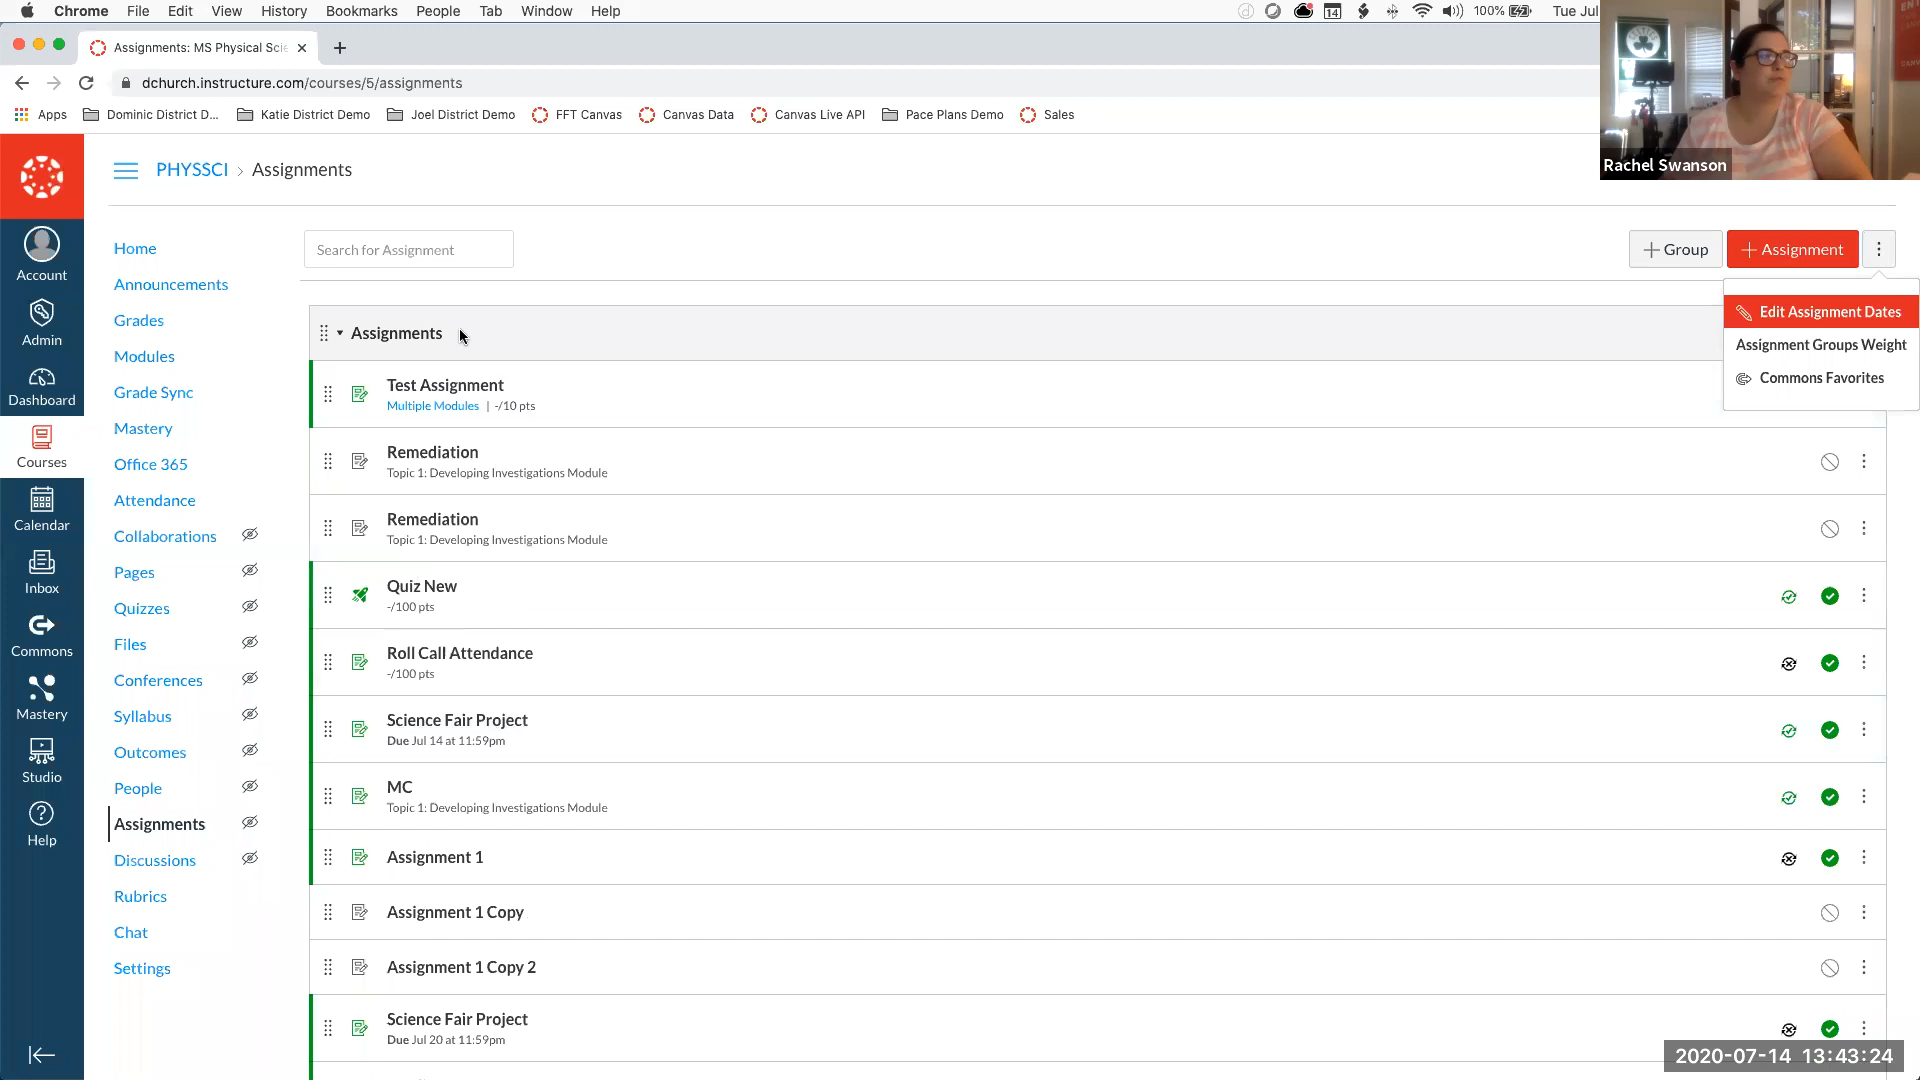 Chrome File Edit View History Bookmarks People Tab Window Help
14 100% Tue Jul
Assignments: MS Physical Scie
dchurch.instructure.com/courses/5/assignments
Apps Dominic District D... Katie District Demo Joel District Demo FFT Canvas Canvas Data Canvas Live API Pace Plans Demo Sales
Rachel Swanson
PHYSSCI > Assignments
Account
Admin
Dashboard
Courses
Calendar
Inbox
Commons
Mastery
Studio
Help
Home
Announcements
Grades
Modules
Grade Sync
Mastery
Office 365
Attendance
Collaborations
Pages
Quizzes
Files
Conferences
Syllabus
Outcomes
People
Assignments
Discussions
Rubrics
Chat
Settings
Search for Assignment
+ Group
+ Assignment
Edit Assignment Dates
Assignment Groups Weight
Commons Favorites
Assignments
Test Assignment
Multiple Modules | -/10 pts
Remediation
Topic 1: Developing Investigations Module
Remediation
Topic 1: Developing Investigations Module
Quiz New
-/100 pts
Roll Call Attendance
-/100 pts
Science Fair Project
Due Jul 14 at 11:59pm
MC
Topic 1: Developing Investigations Module
Assignment 1
Assignment 1 Copy
Assignment 1 Copy 2
Science Fair Project
Due Jul 20 at 11:59pm
2020-07-14 13:43:24